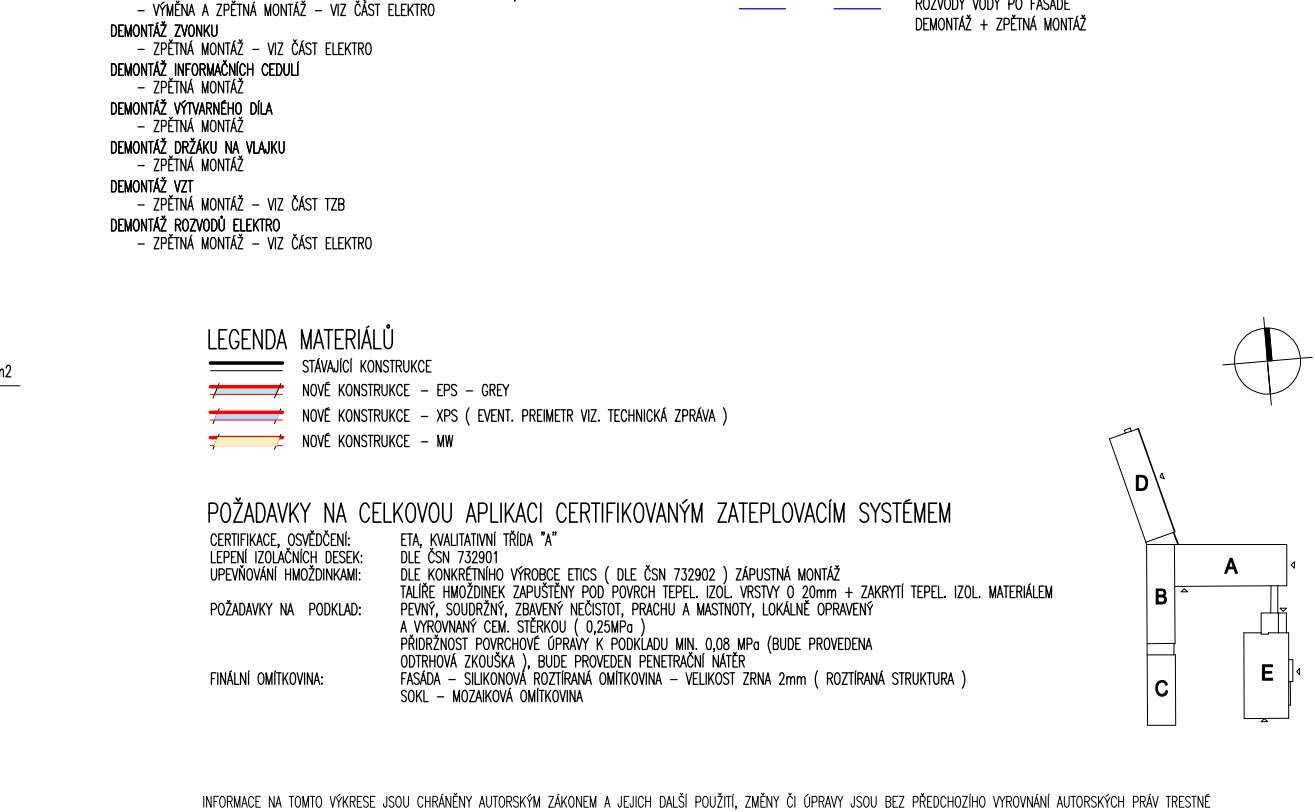 – VÝMĚNA A ZPĚTNÁ MONTÁŽ – VIZ ČÁST ELEKTRO
DEMONTÁŽ ZVONKU
– ZPĚTNÁ MONTÁŽ – VIZ ČÁST ELEKTRO
DEMONTÁŽ INFORMAČNÍCH CEDULÍ
– ZPĚTNÁ MONTÁŽ
DEMONTÁŽ VÝTVARNÉHO DÍLA
– ZPĚTNÁ MONTÁŽ
DEMONTÁŽ DRŽÁKU NA VLAJKU
– ZPĚTNÁ MONTÁŽ
DEMONTÁŽ VZT
– ZPĚTNÁ MONTÁŽ – VIZ ČÁST TZB
DEMONTÁŽ ROZVODŮ ELEKTRO
– ZPĚTNÁ MONTÁŽ – VIZ ČÁST ELEKTRO
ROZVODY VODY PO FASÁDĚ
DEMONTÁŽ + ZPĚTNÁ MONTÁŽ
m2
LEGENDA MATERIÁLŮ
STÁVAJÍCÍ KONSTRUKCE
NOVÉ KONSTRUKCE – EPS – GREY
NOVÉ KONSTRUKCE – XPS ( EVENT. PREIMETR VIZ. TECHNICKÁ ZPRÁVA )
NOVÉ KONSTRUKCE – MW
POŽADAVKY NA CELKOVOU APLIKACI CERTIFIKOVANÝM ZATEPLOVACÍM SYSTÉMEM
CERTIFIKACE, OSVĚDČENÍ: ETA, KVALITATIVNÍ TŘÍDA "A"
LEPENÍ IZOLAČNÍCH DESEK: DLE ČSN 732901
UPEVŇOVÁNÍ HMOŽDINKAMI: DLE KONKRÉTNÍHO VÝROBCE ETICS ( DLE ČSN 732902 ) ZÁPUSTNÁ MONTÁŽ
TALÍŘE HMOŽDINEK ZAPUŠTĚNY POD POVRCH TEPEL. IZOL. VRSTVY O 20mm + ZAKRYTÍ TEPEL. IZOL. MATERIÁLEM
POŽADAVKY NA PODKLAD: PEVNÝ, SOUDRŽNÝ, ZBAVENÝ NEČISTOT, PRACHU A MASTNOTY, LOKÁLNĚ OPRAVENÝ
A VYROVNANÝ CEM. STĚRKOU ( 0,25MPa )
PŘIDRŽNOST POVRCHOVÉ ÚPRAVY K PODKLADU MIN. 0,08 MPa (BUDE PROVEDENA
ODTRHOVÁ ZKOUŠKA ), BUDE PROVEDEN PENETRAČNÍ NÁTĚR
FINÁLNÍ OMÍTKOVINA: FASÁDA – SILIKONOVÁ ROZTÍRANÁ OMÍTKOVINA – VELIKOST ZRNA 2mm ( ROZTÍRANÁ STRUKTURA )
SOKL – MOZAIKOVÁ OMÍTKOVINA
D
A
B
E
C
INFORMACE NA TOMTO VÝKRESE JSOU CHRÁNĚNY AUTORSKÝM ZÁKONEM A JEJICH DALŠÍ POUŽITÍ, ZMĚNY ČI ÚPRAVY JSOU BEZ PŘEDCHOZÍHO VYROVNÁNÍ AUTORSKÝCH PRÁV TRESTNÉ